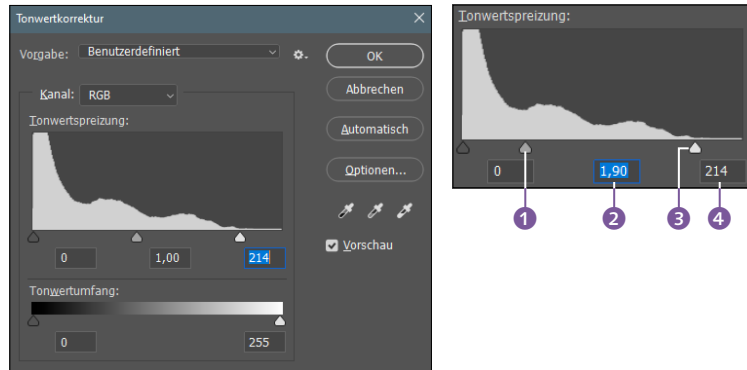 Tonwertkorrektur
Vorgabe: Benutzerdefiniert
OK
Kanal: RGB
Abbrechen
Tonwertspreizung:
Automatisch
Optionen...
0 1,00 214
Vorschau
Tonwertumfang:
0 255
Tonwertspreizung:
0 1,90 214
1 2 3 4